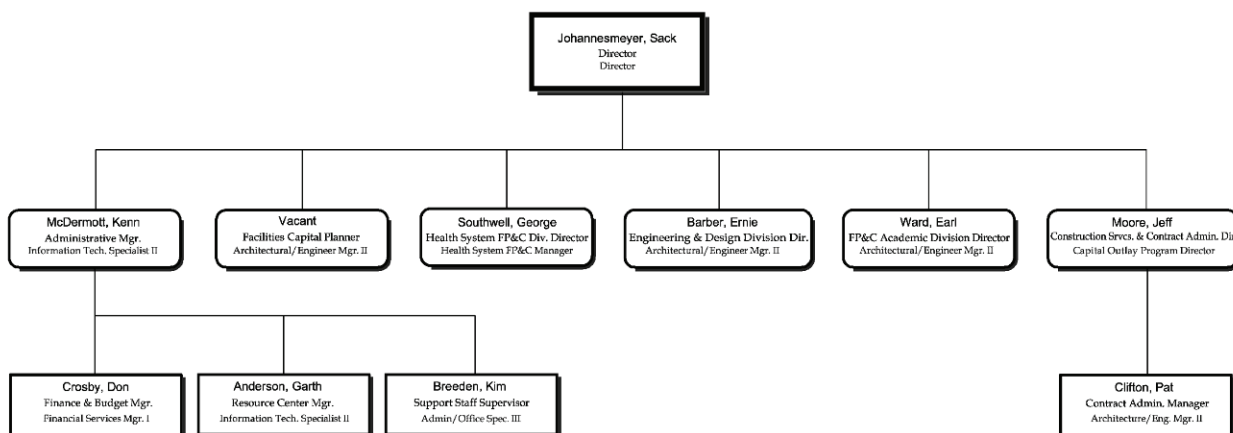 Johannesmeyer, Sack
Director
Director
McDermott, Kenn
Administrative Mgr.
Information Tech. Specialist II
Vacant
Facilities Capital Planner
Architectural/Engineer Mgr. II
Southwell, George
Health System FP&C Div. Director
Health System FP&C Manager
Barber, Ernie
Engineering & Design Division Dir.
Architectural/Engineer Mgr. II
Ward, Earl
FP&C Academic Division Director
Architectural/Engineer Mgr. II
Moore, Jeff
Construction Srvcs. & Contract Admin. Dir
Capital Outlay Program Director
Crosby, Don
Finance & Budget Mgr.
Financial Services Mgr. I
Anderson, Garth
Resource Center Mgr.
Information Tech. Specialist II
Breeden, Kim
Support Staff Supervisor
Admin/Office Spec. III
Clifton, Pat
Contract Admin. Manager
Architecture/Eng. Mgr. II